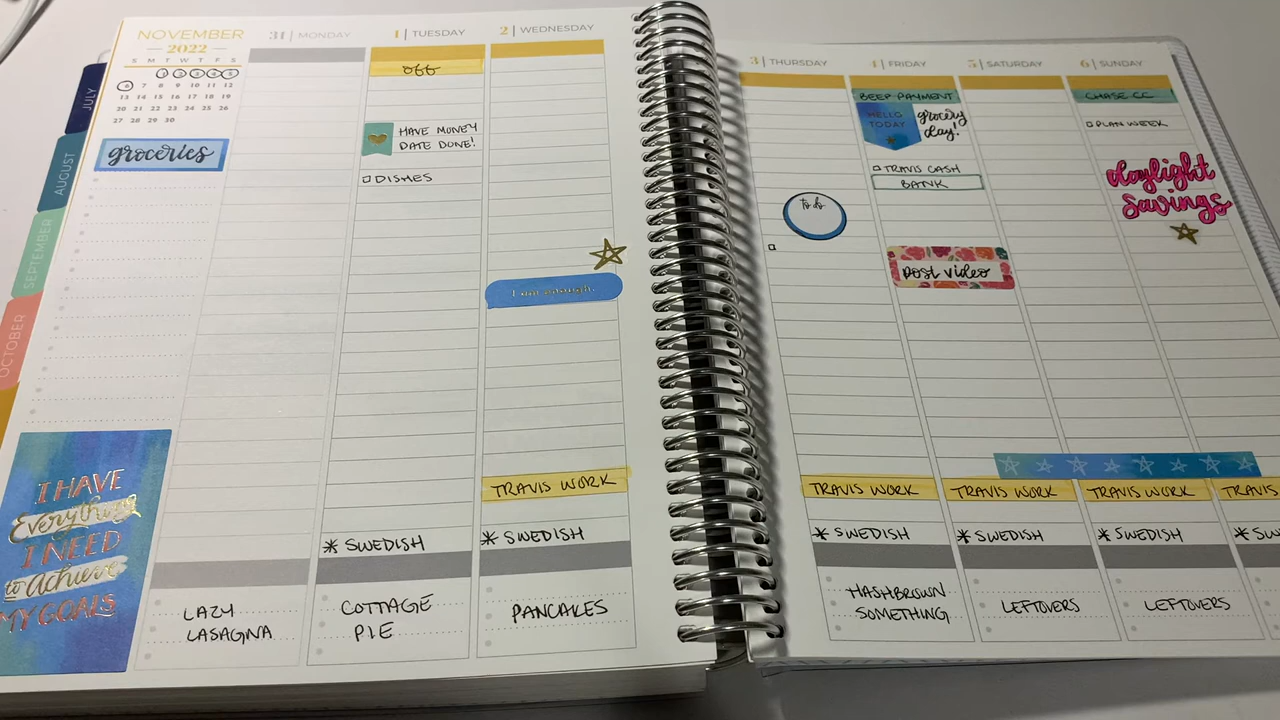 JULY
AUGUST
SEPTEMBER
OCTOBER
NOVEMBER
2022
S M T W T F S
1 2 3 4 5
6 7 8 9 10 11 12
13 14 15 16 17 18 19
20 21 22 23 24 25 26
27 28 29 30
groceries
I HAVE
Everything
I NEED
to Achieve
MY GOALS
31 | MONDAY
LAZY
LASAGNA
1 | TUESDAY
off
HAVE MONEY
DATE DONE!
DISHES
* SWEDISH
COTTAGE
PIE
2 | WEDNESDAY
I am enough.
TRAVIS WORK
* SWEDISH
PANCAKES
3 | THURSDAY
to do
TRAVIS WORK
* SWEDISH
HASHBROWN
SOMETHING
4 | FRIDAY
BEEP PAYMENT
HELLO
TODAY
grocery
day!
TRAVIS CASH
BANK
post video
TRAVIS WORK
* SWEDISH
LEFTOVERS
5 | SATURDAY
TRAVIS WORK
* SWEDISH
LEFTOVERS
6 | SUNDAY
CHASE CC
PLAN WEEK
daylight
savings
TRAVIS
* SW